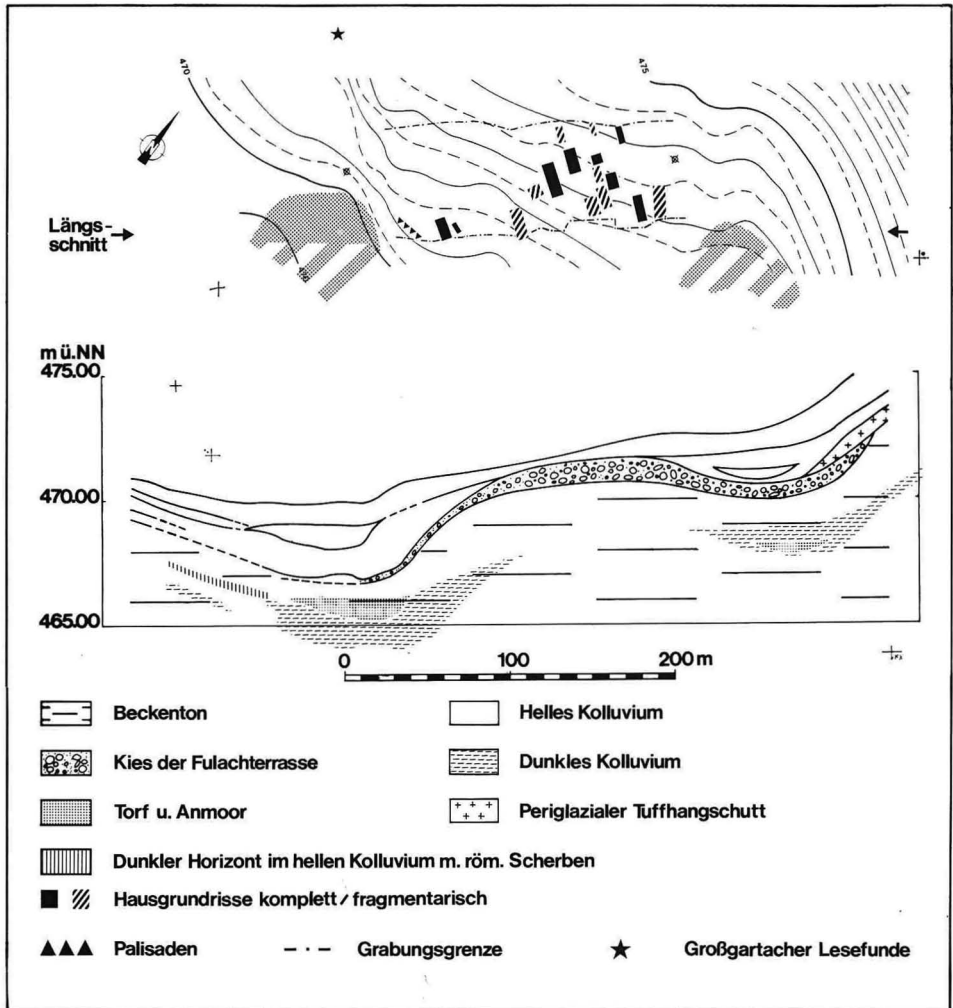 470
475
Längs-
schnitt
470
m ü.NN
475.00
470.00
465.00
0 100 200 m
Beckenton Helles Kolluvium
Kies der Fulachterrasse Dunkles Kolluvium
Torf u. Anmoor Periglazialer Tuffhangschutt
Dunkler Horizont im hellen Kolluvium m. röm. Scherben
Hausgrundrisse komplett / fragmentarisch
Palisaden Grabungsgrenze Großgartacher Lesefunde